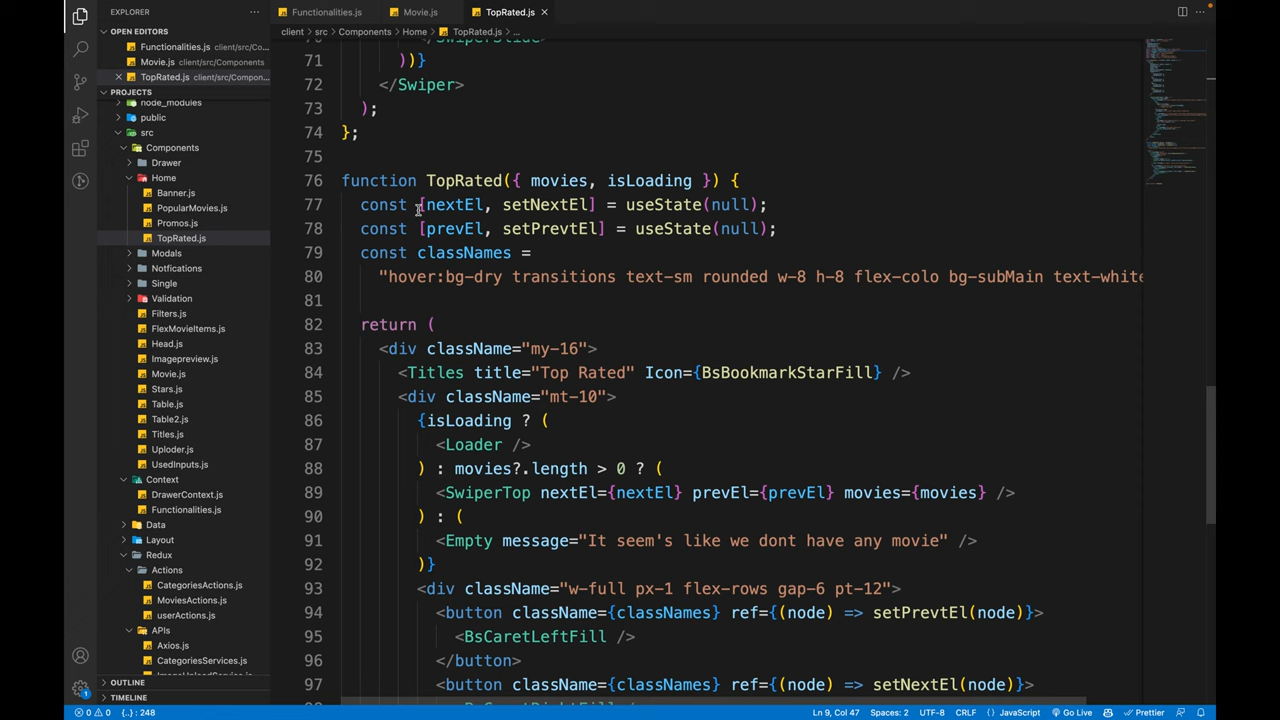 EXPLORER
Functionalities.js
Movie.js
TopRated.js
OPEN EDITORS
client > src > Components > Home > TopRated.js > ...
Functionalities.js client/src/Co...
Movie.js client/src/Components
TopRated.js client/src/Compon...
PROJECTS
node_modules
public
src
Components
Drawer
Home
Banner.js
PopularMovies.js
Promos.js
TopRated.js
Modals
Notfications
Single
Validation
Filters.js
FlexMovieItems.js
Head.js
Imagepreview.js
Movie.js
Stars.js
Table.js
Table2.js
Titles.js
Uploder.js
UsedInputs.js
Context
DrawerContext.js
Functionalities.js
Data
Layout
Redux
Actions
CategoriesActions.js
MoviesActions.js
userActions.js
APIs
Axios.js
CategoriesServices.js
OUTLINE
TIMELINE
71 ))}
72 </Swiper>
73 );
74 };
75
76 function TopRated({ movies, isLoading }) {
77 const [nextEl, setNextEl] = useState(null);
78 const [prevEl, setPrevtEl] = useState(null);
79 const classNames =
80 "hover:bg-dry transitions text-sm rounded w-8 h-8 flex-colo bg-subMain text-white
81
82 return (
83 <div className="my-16">
84 <Titles title="Top Rated" Icon={BsBookmarkStarFill} />
85 <div className="mt-10">
86 {isLoading ? (
87 <Loader />
88 ) : movies?.length > 0 ? (
89 <SwiperTop nextEl={nextEl} prevEl={prevEl} movies={movies} />
90 ) : (
91 <Empty message="It seem's like we dont have any movie" />
92 )}
93 <div className="w-full px-1 flex-rows gap-6 pt-12">
94 <button className={classNames} ref={(node) => setPrevtEl(node)}>
95 <BsCaretLeftFill />
96 </button>
97 <button className={classNames} ref={(node) => setNextEl(node)}>
0 0 {..}: 248 Ln 9, Col 47 Spaces: 2 UTF-8 CRLF {} JavaScript Go Live Prettier